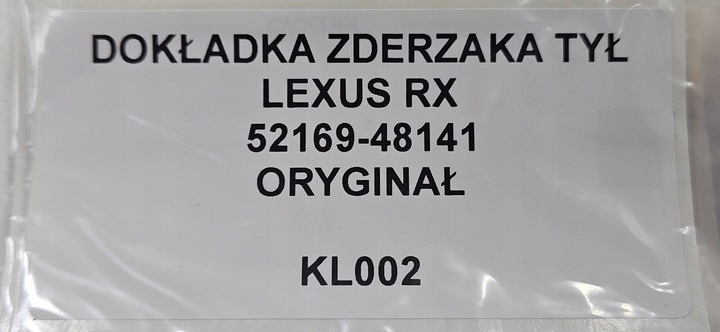 DOKŁADKA ZDERZAKA TYŁ
LEXUS RX
52169-48141
ORYGINAŁ
KL002